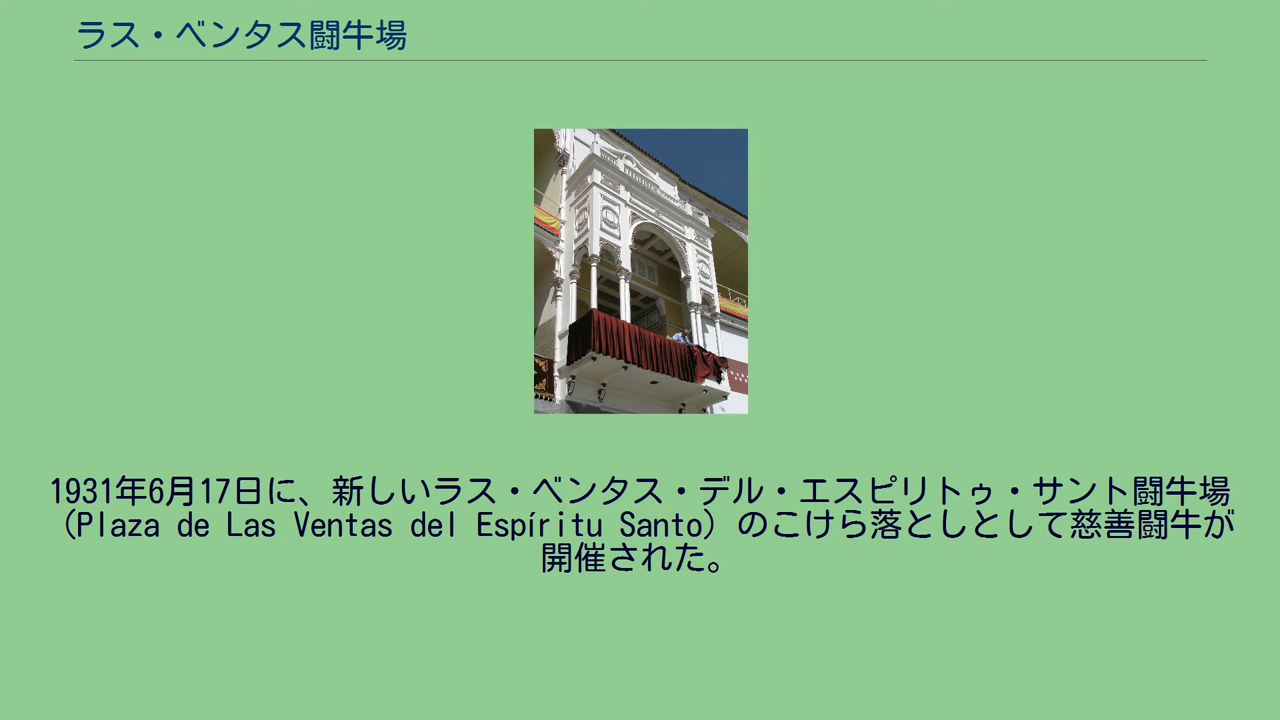 ラス・ベンタス闘牛場
1931年6月17日に、新しいラス・ベンタス・デル・エスピリトゥ・サント闘牛場
(Plaza de Las Ventas del Espíritu Santo) のこけら落としとして慈善闘牛が
開催された。